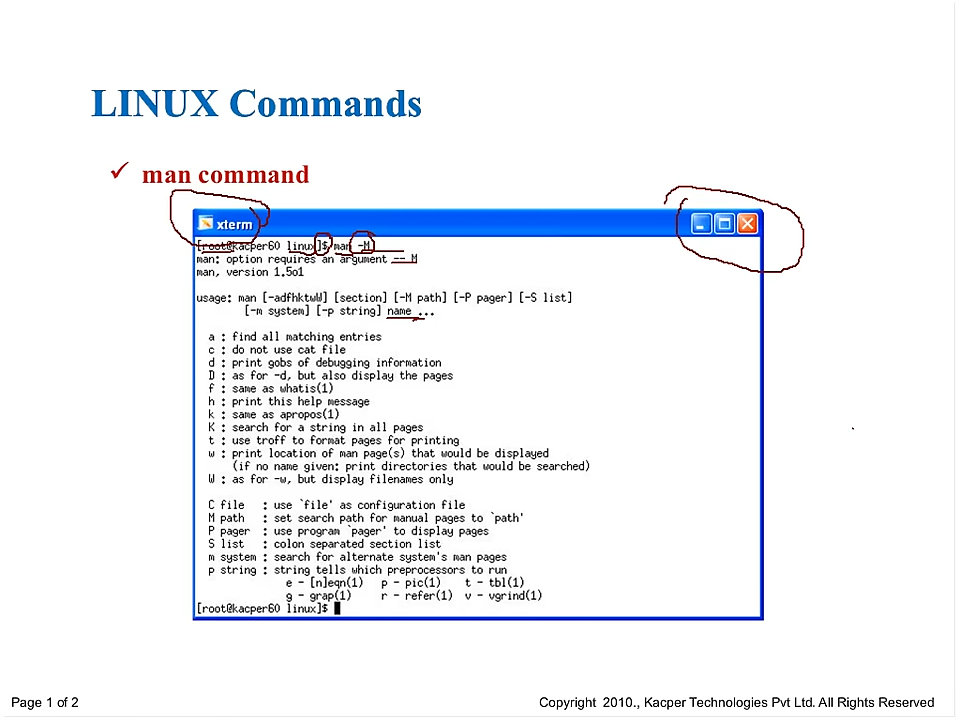 LINUX Commands
✓ man command
xterm
[root@kacper60 linux]$ man -M
man: option requires an argument -- M
man, version 1.5o1
usage: man [-adfhktwW] [section] [-M path] [-P pager] [-S list]
[-m system] [-p string] name ...
a : find all matching entries
c : do not use cat file
d : print gobs of debugging information
D : as for -d, but also display the pages
f : same as whatis(1)
h : print this help message
k : same as apropos(1)
K : search for a string in all pages
t : use troff to format pages for printing
w : print location of man page(s) that would be displayed
(if no name given: print directories that would be searched)
W : as for -w, but display filenames only
C file : use `file' as configuration file
M path : set search path for manual pages to `path'
P pager : use program `pager' to display pages
S list : colon separated section list
m system : search for alternate system's man pages
p string : string tells which preprocessors to run
e - [n]eqn(1) p - pic(1) t - tbl(1)
g - grap(1) r - refer(1) v - vgrind(1)
[root@kacper60 linux]$
Page 1 of 2 Copyright 2010., Kacper Technologies Pvt Ltd. All Rights Reserved